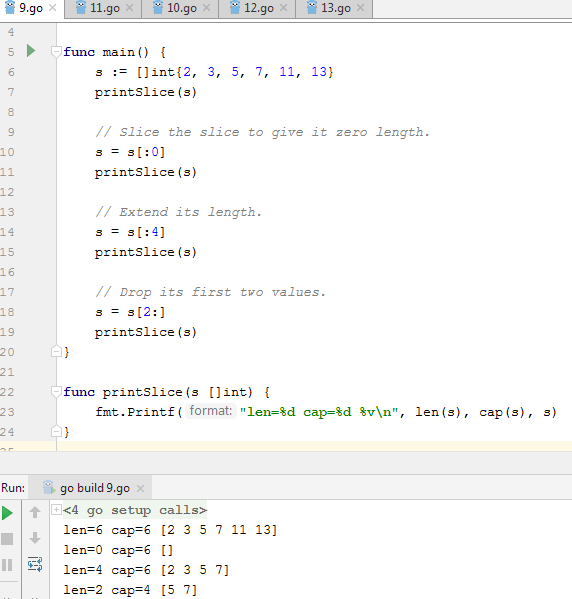 9.go × 11.go × 10.go × 12.go × 13.go ×
4
5 func main() {
6 s := []int{2, 3, 5, 7, 11, 13}
7 printSlice(s)
8
9 // Slice the slice to give it zero length.
10 s = s[:0]
11 printSlice(s)
12
13 // Extend its length.
14 s = s[:4]
15 printSlice(s)
16
17 // Drop its first two values.
18 s = s[2:]
19 printSlice(s)
20 }
21
22 func printSlice(s []int) {
23 fmt.Printf( format: "len=%d cap=%d %v\n", len(s), cap(s), s)
24 }
25
Run: go build 9.go ×
<4 go setup calls>
len=6 cap=6 [2 3 5 7 11 13]
len=0 cap=6 []
len=4 cap=6 [2 3 5 7]
len=2 cap=4 [5 7]